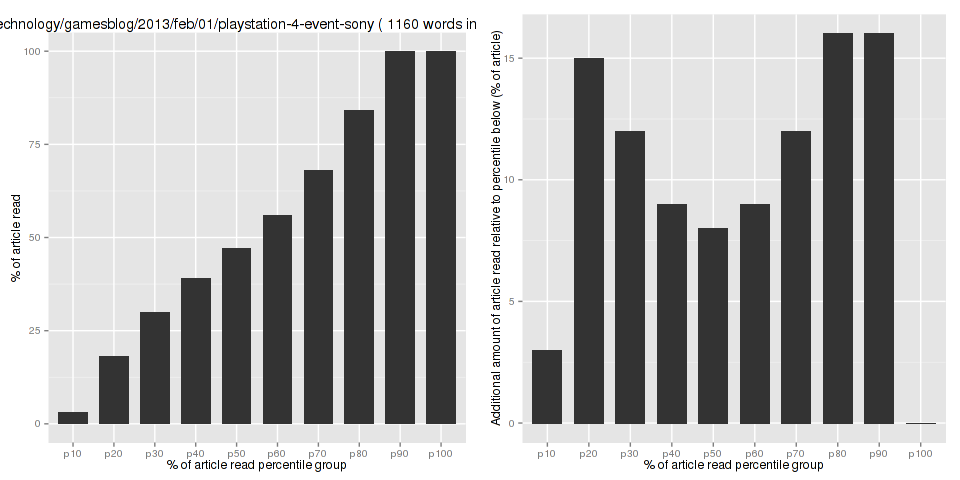 echnology/gamesblog/2013/feb/01/playstation-4-event-sony ( 1160 words in
100
75
50
25
0
% of article read
p10 p20 p30 p40 p50 p60 p70 p80 p90 p100
% of article read percentile group
Additional amount of article read relative to percentile below (% of article)
15
10
5
0
p10 p20 p30 p40 p50 p60 p70 p80 p90 p100
% of article read percentile group